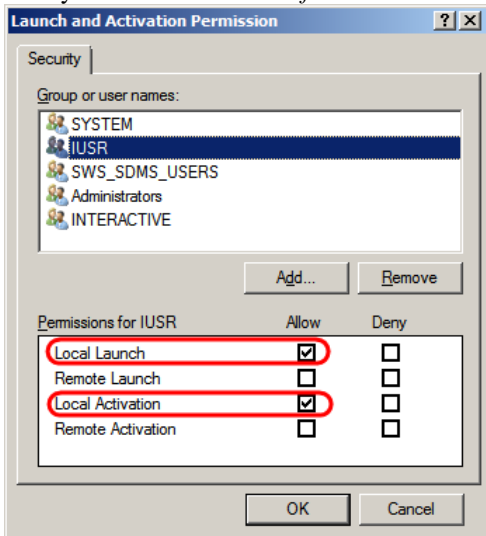 Launch and Activation Permission
Security
Group or user names:
SYSTEM
IUSR
SWS_SDMS_USERS
Administrators
INTERACTIVE
Add... Remove
Permissions for IUSR Allow Deny
Local Launch
Remote Launch
Local Activation
Remote Activation
OK Cancel